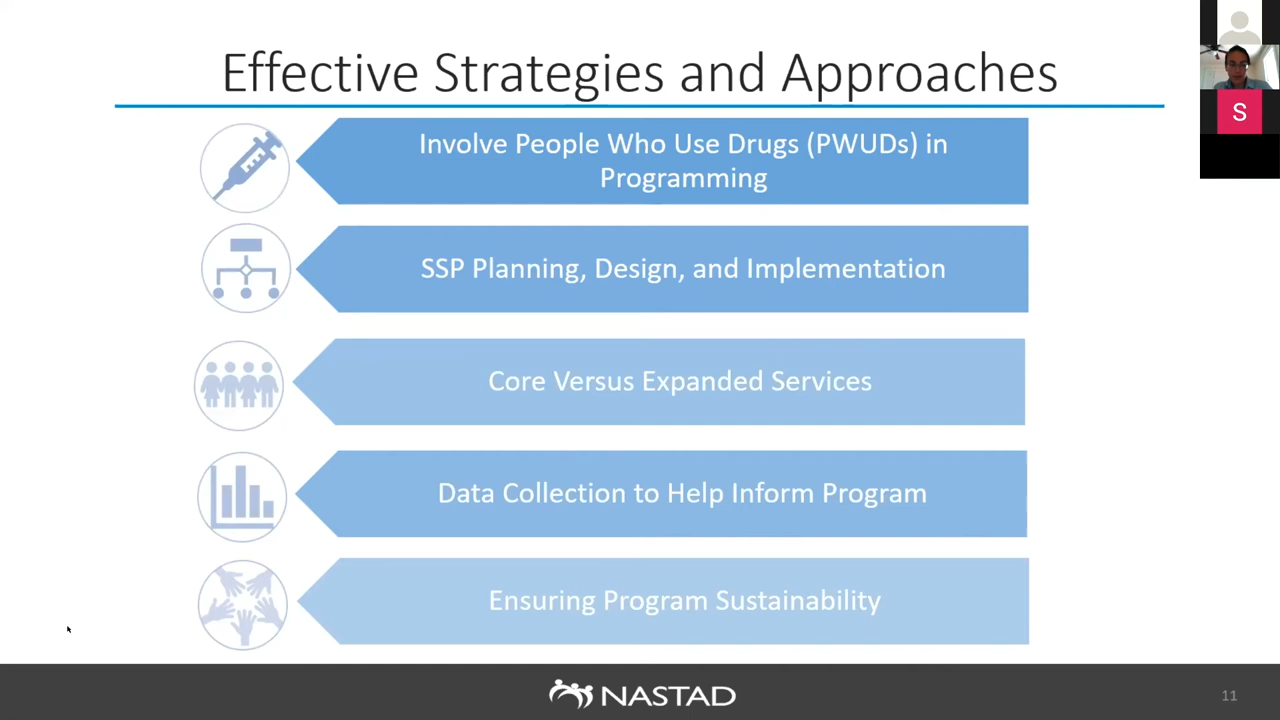 Effective Strategies and Approaches
S
Involve People Who Use Drugs (PWUDs) in
Programming
SSP Planning, Design, and Implementation
Core Versus Expanded Services
Data Collection to Help Inform Program
Ensuring Program Sustainability
NASTAD
11